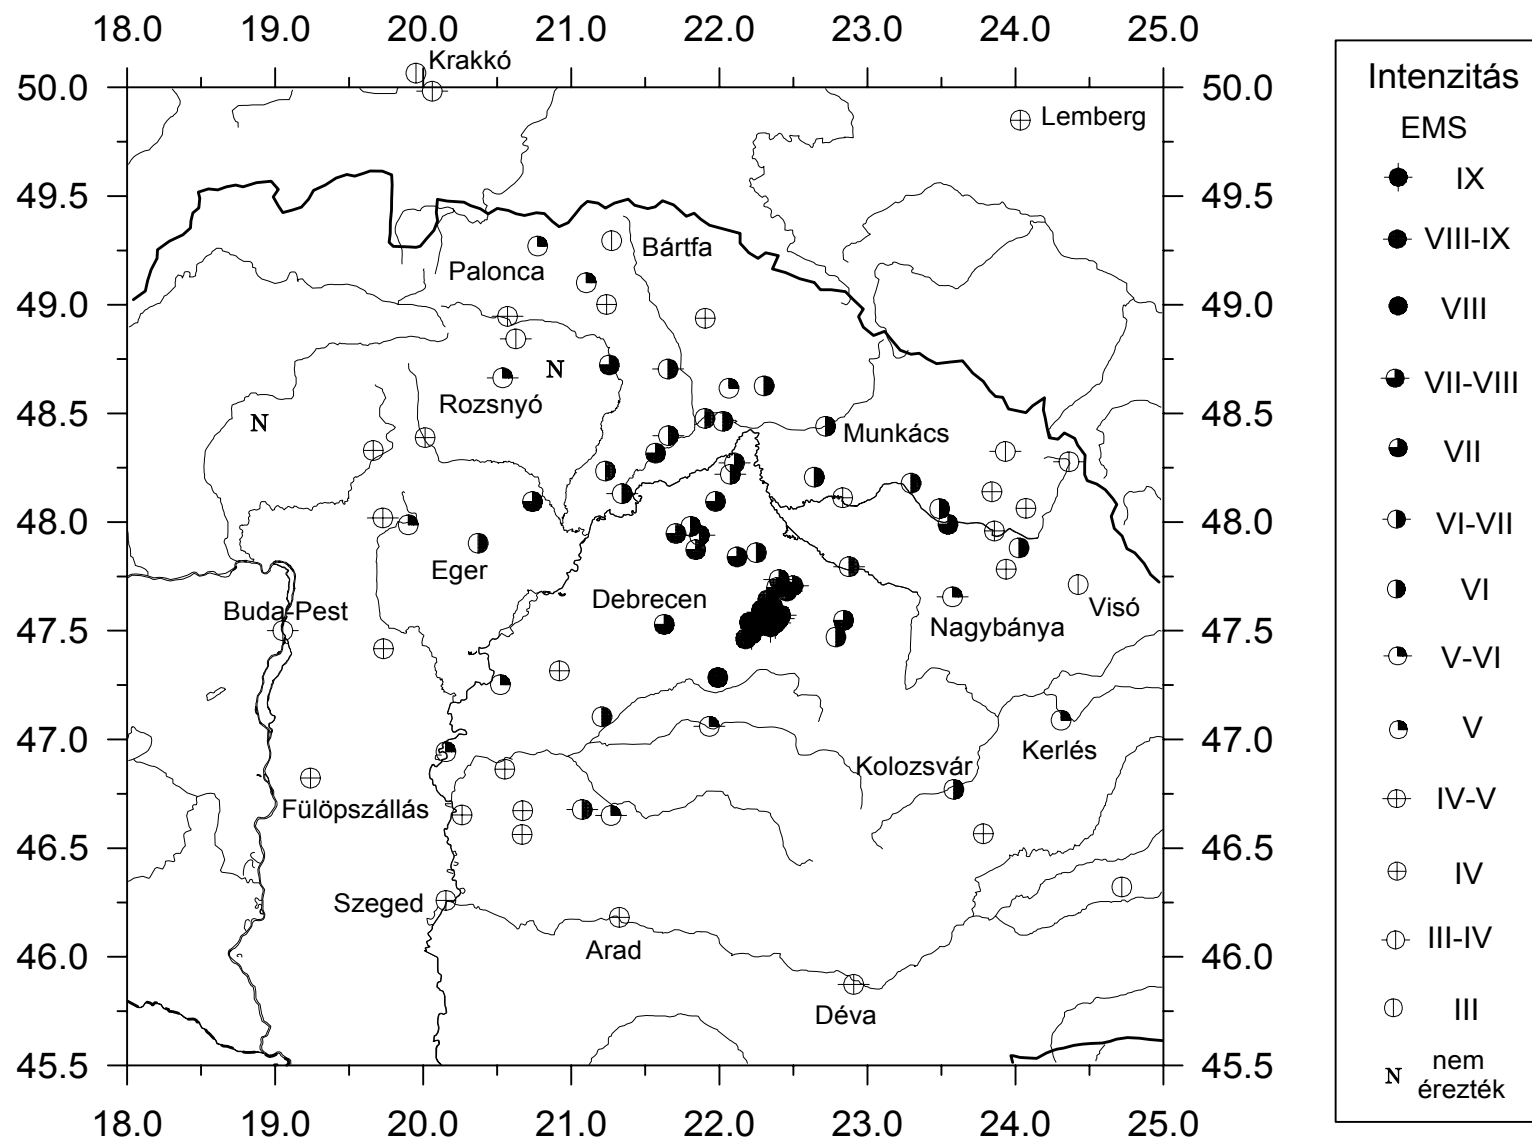 18.0 19.0 20.0 21.0 22.0 23.0 24.0 25.0
Krakkó
50.0 50.0
Lemberg
49.5 49.5
Bártfa
Palonca
49.0 49.0
N
Rozsnyó
48.5 48.5
N
Munkács
48.0 48.0
Eger
Debrecen
Buda-Pest
Visó
Nagybánya
47.5 47.5
47.0 47.0
Kerlés
Kolozsvár
Fülöpszállás
46.5 46.5
Szeged
Arad
46.0 46.0
Déva
45.5 45.5
18.0 19.0 20.0 21.0 22.0 23.0 24.0 25.0
Intenzitás
EMS
IX
VIII-IX
VIII
VII-VIII
VII
VI-VII
VI
V-VI
V
IV-V
IV
III-IV
III
N nem
érezték